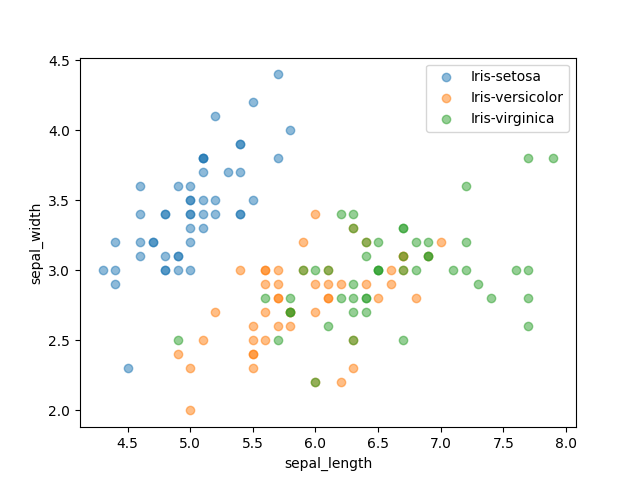 Iris-setosa
Iris-versicolor
Iris-virginica
4.5
4.0
3.5
3.0
2.5
2.0
sepal_width
4.5 5.0 5.5 6.0 6.5 7.0 7.5 8.0
sepal_length